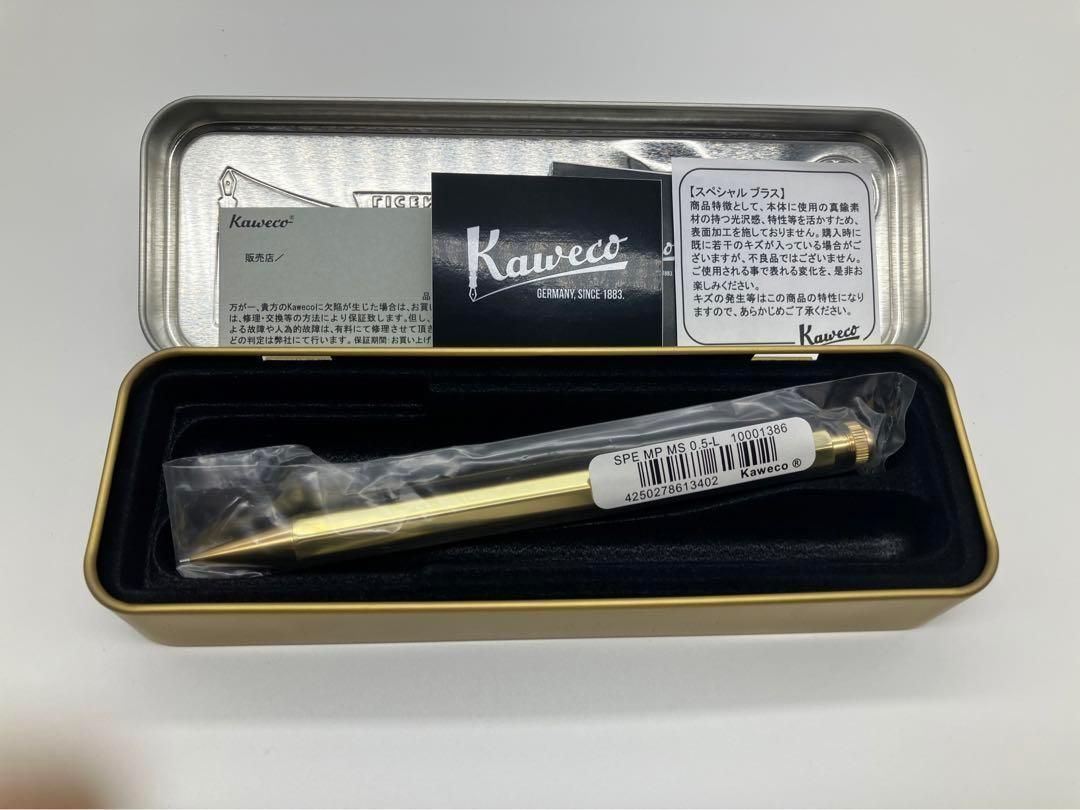 Kaweco®
販売店／
品
万が一、貴方のKawecoに欠陥が生じた場合は、お買い
は、修理・交換等の方法により保証致します。但し、
よる故障や人為的故障は、有料にて修理させて頂き
どの判定は弊社にて行います。保証期間：お買い上げ
Kaweco
GERMANY, SINCE 1883.
【スペシャル ブラス】
商品特徴として、本体に使用の真鍮素
材の持つ光沢感、特性等を活かすため、
表面加工を施しておりません。購入時に
既に若干のキズが入っている場合がご
ざいますが、不良品ではございません。
ご使用される事で表れる変化を、是非お
楽しみください。
キズの発生等はこの商品の特性になり
ますので、あらかじめご了承ください。
Kaweco
SPE MP MS 0.5-L 10001386
4250278613402 Kaweco®